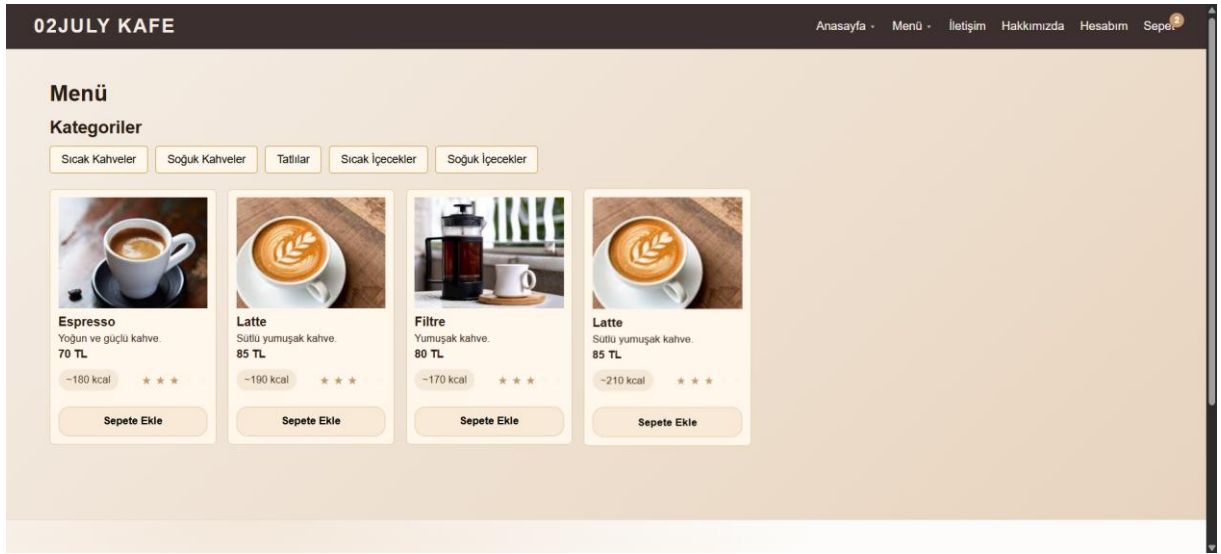 02JULY KAFE
Anasayfa Menü İletişim Hakkımızda Hesabım Sepet 2
Menü
Kategoriler
Sıcak Kahveler Soğuk Kahveler Tatlılar Sıcak İçecekler Soğuk İçecekler
Espresso
Yoğun ve güçlü kahve.
70 TL
~180 kcal ★ ★ ★
Sepete Ekle
Latte
Sütlü yumuşak kahve.
85 TL
~190 kcal ★ ★ ★
Sepete Ekle
Filtre
Yumuşak kahve.
80 TL
~170 kcal ★ ★ ★
Sepete Ekle
Latte
Sütlü yumuşak kahve.
85 TL
~210 kcal ★ ★ ★
Sepete Ekle